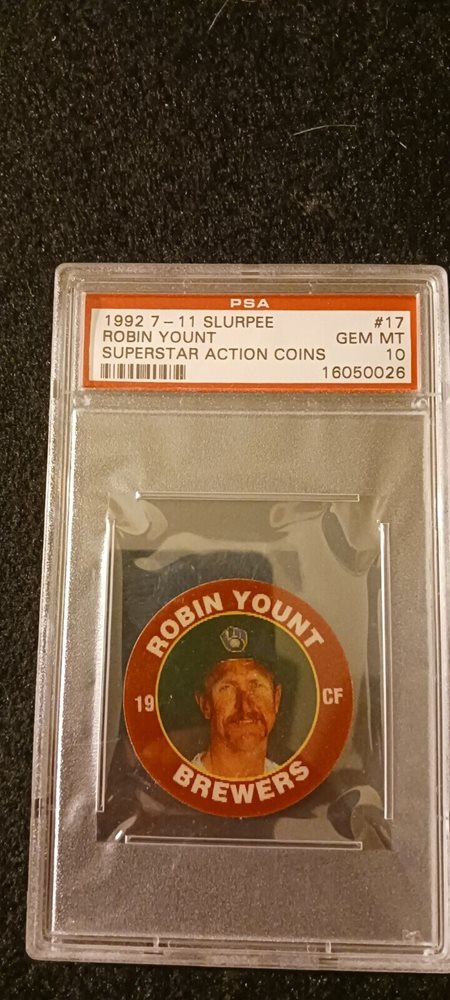 PSA
1992 7-11 SLURPEE #17
ROBIN YOUNT GEM MT
SUPERSTAR ACTION COINS 10
16050026
ROBIN YOUNT
19 CF
BREWERS